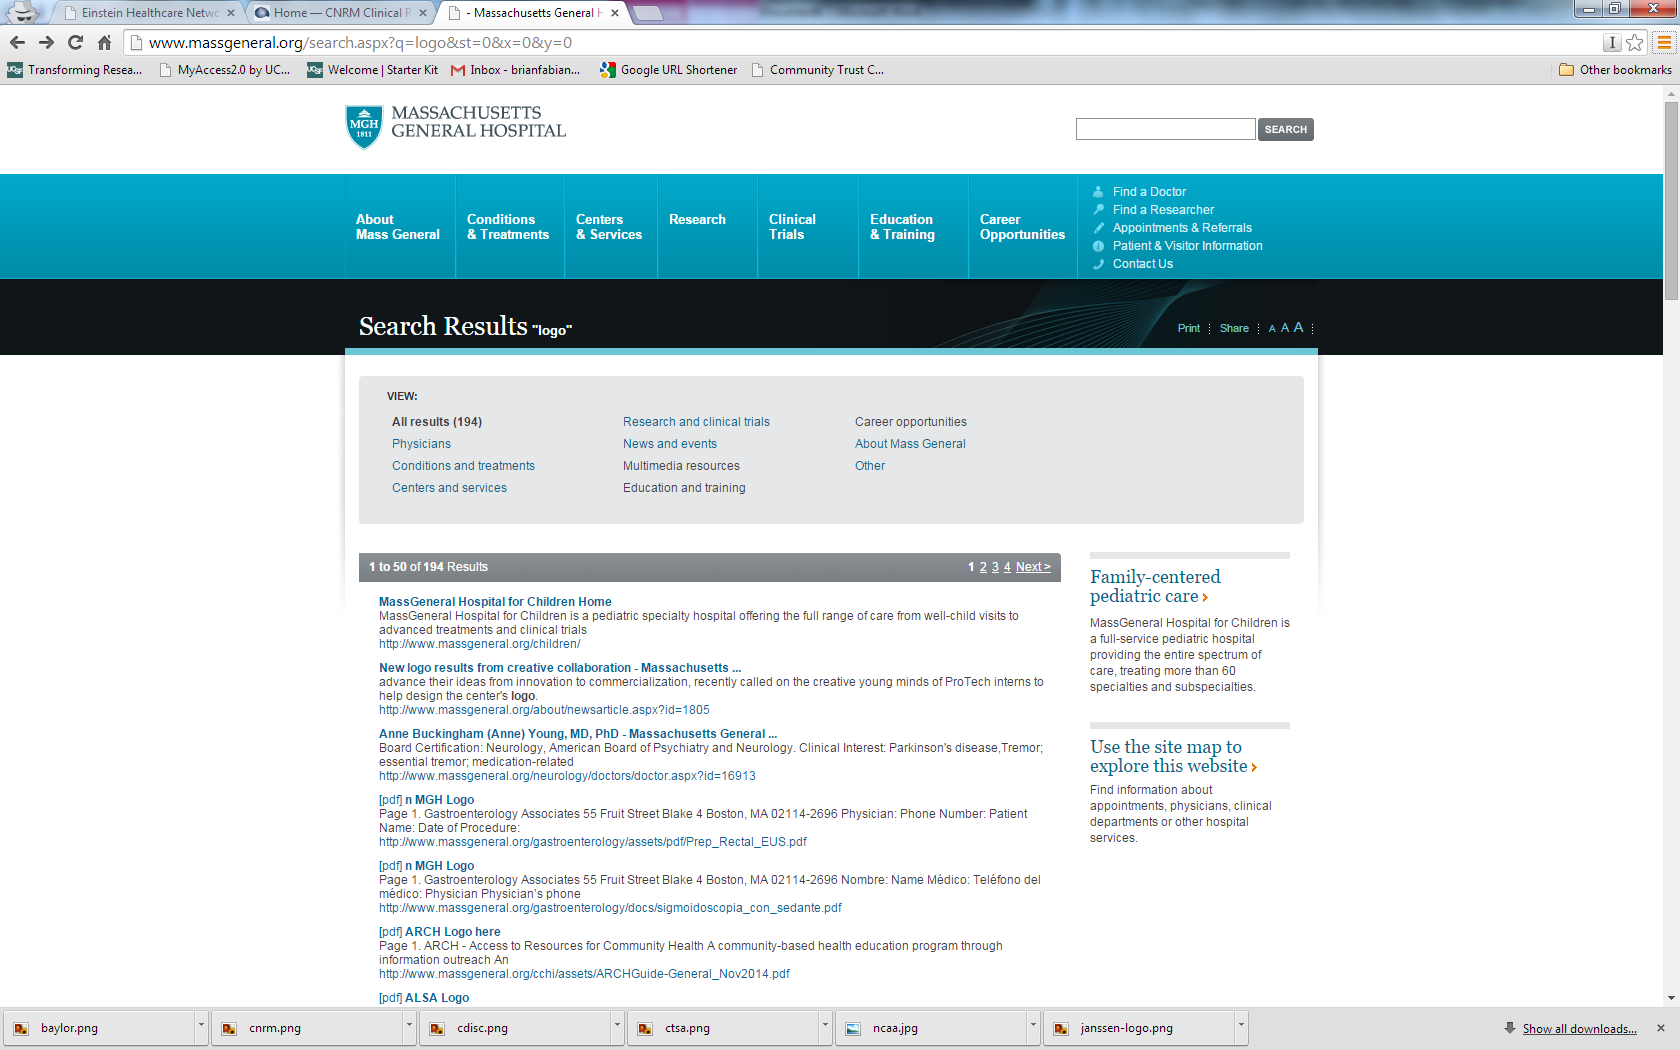 Einstein Healthcare Netwo
Home — CNRM Clinical R
- Massachusetts General H
www.massgeneral.org/search.aspx?q=logo&st=0&x=0&y=0
UCSF Transforming Resea...
MyAccess2.0 by UC...
UCSF Welcome | Starter Kit
Inbox - brianfabian...
Google URL Shortener
Community Trust C...
Other bookmarks
MGH
1811
MASSACHUSETTS
GENERAL HOSPITAL
SEARCH
About
Mass General
Conditions
& Treatments
Centers
& Services
Research
Clinical
Trials
Education
& Training
Career
Opportunities
Find a Doctor
Find a Researcher
Appointments & Referrals
Patient & Visitor Information
Contact Us
Search Results "logo"
Print
Share
A A A
VIEW:
All results (194)
Physicians
Conditions and treatments
Centers and services
Research and clinical trials
News and events
Multimedia resources
Education and training
Career opportunities
About Mass General
Other
1 to 50 of 194 Results
1 2 3 4 Next >
MassGeneral Hospital for Children Home
MassGeneral Hospital for Children is a pediatric specialty hospital offering the full range of care from well-child visits to
advanced treatments and clinical trials
http://www.massgeneral.org/children/
New logo results from creative collaboration - Massachusetts ...
advance their ideas from innovation to commercialization, recently called on the creative young minds of ProTech interns to
help design the center's logo.
http://www.massgeneral.org/about/newsarticle.aspx?id=1805
Anne Buckingham (Anne) Young, MD, PhD - Massachusetts General ...
Board Certification: Neurology, American Board of Psychiatry and Neurology. Clinical Interest: Parkinson's disease,Tremor;
essential tremor; medication-related
http://www.massgeneral.org/neurology/doctors/doctor.aspx?id=16913
[pdf] n MGH Logo
Page 1. Gastroenterology Associates 55 Fruit Street Blake 4 Boston, MA 02114-2696 Physician: Phone Number: Patient
Name: Date of Procedure:
http://www.massgeneral.org/gastroenterology/assets/pdf/Prep_Rectal_EUS.pdf
[pdf] n MGH Logo
Page 1. Gastroenterology Associates 55 Fruit Street Blake 4 Boston, MA 02114-2696 Nombre: Name Médico: Teléfono del
médico: Physician Physician's phone
http://www.massgeneral.org/gastroenterology/docs/sigmoidoscopia_con_sedante.pdf
[pdf] ARCH Logo here
Page 1. ARCH - Access to Resources for Community Health A community-based health education program through
information outreach An
http://www.massgeneral.org/cchi/assets/ARCHGuide-General_Nov2014.pdf
[pdf] ALSA Logo
Family-centered
pediatric care
MassGeneral Hospital for Children is
a full-service pediatric hospital
providing the entire spectrum of
care, treating more than 60
specialties and subspecialties.
Use the site map to
explore this website
Find information about
appointments, physicians, clinical
departments or other hospital
services.
baylor.png
cnrm.png
cdisc.png
ctsa.png
ncaa.jpg
janssen-logo.png
Show all downloads...